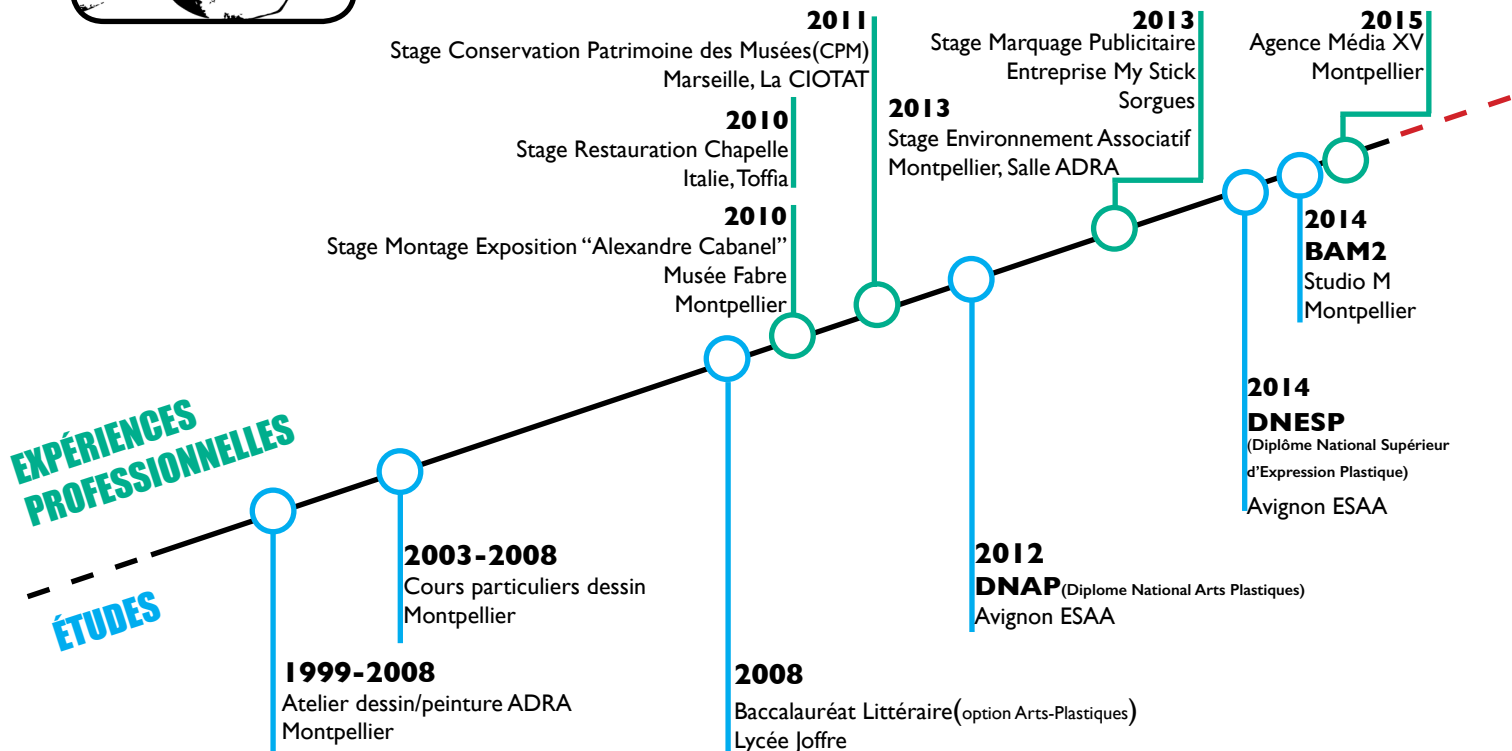 2011
Stage Conservation Patrimoine des Musées(CPM)
Marseille, La CIOTAT
2010
Stage Restauration Chapelle
Italie, Toffia
2010
Stage Montage Exposition “Alexandre Cabanel”
Musée Fabre
Montpellier
2013
Stage Marquage Publicitaire
Entreprise My Stick
Sorgues
2013
Stage Environnement Associatif
Montpellier, Salle ADRA
2015
Agence Média XV
Montpellier
EXPÉRIENCES
PROFESSIONNELLES
ÉTUDES
1999-2008
Atelier dessin/peinture ADRA
Montpellier
2003-2008
Cours particuliers dessin
Montpellier
2008
Baccalauréat Littéraire(option Arts-Plastiques)
Lycée Joffre
2012
DNAP(Diplome National Arts Plastiques)
Avignon ESAA
2014
DNESP
(Diplôme National Supérieur
d’Expression Plastique)
Avignon ESAA
2014
BAM2
Studio M
Montpellier